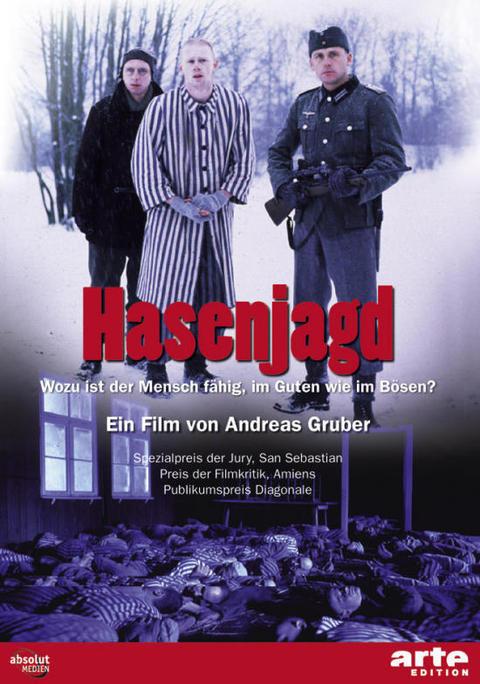 Hasenjagd
Wozu ist der Mensch fähig, im Guten wie im Bösen?
Ein Film von Andreas Gruber
Spezialpreis der Jury, San Sebastian
Preis der Filmkritik, Amiens
Publikumspreis Diagonale
absolut
MEDIEN
arte
EDITION